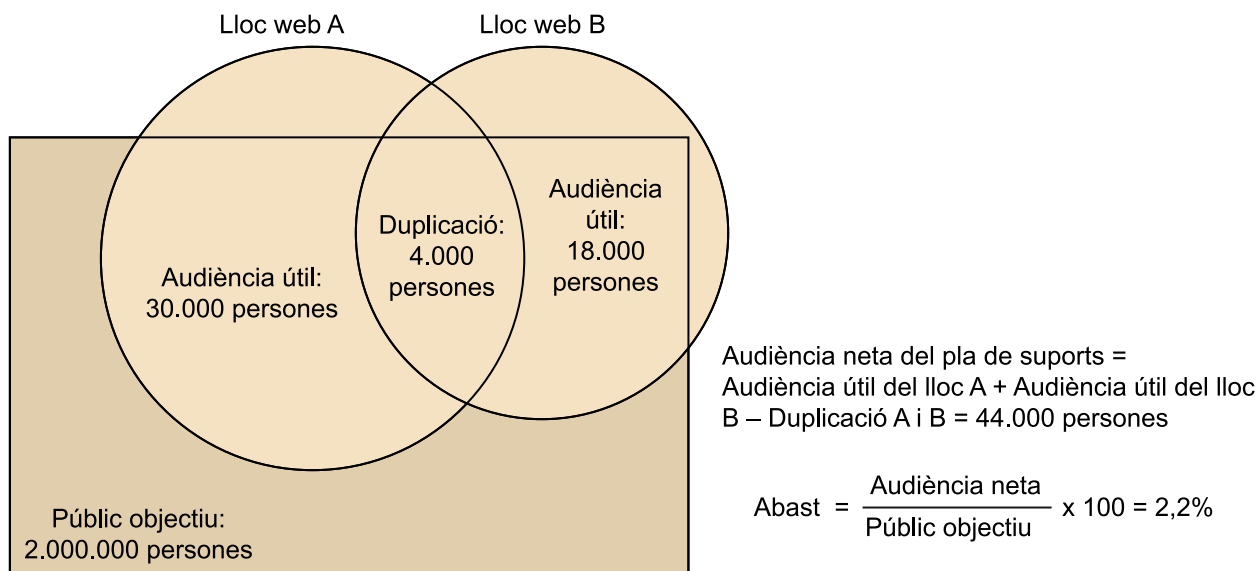 Lloc web A
Lloc web B
Audiència útil:
30.000 persones
Duplicació:
4.000
persones
Audiència
útil:
18.000
persones
Públic objectiu:
2.000.000 persones
Audiència neta del pla de suports =
Audiència útil del lloc A + Audiència útil del lloc
B – Duplicació A i B = 44.000 persones
Abast = Audiència neta / Públic objectiu x 100 = 2,2%